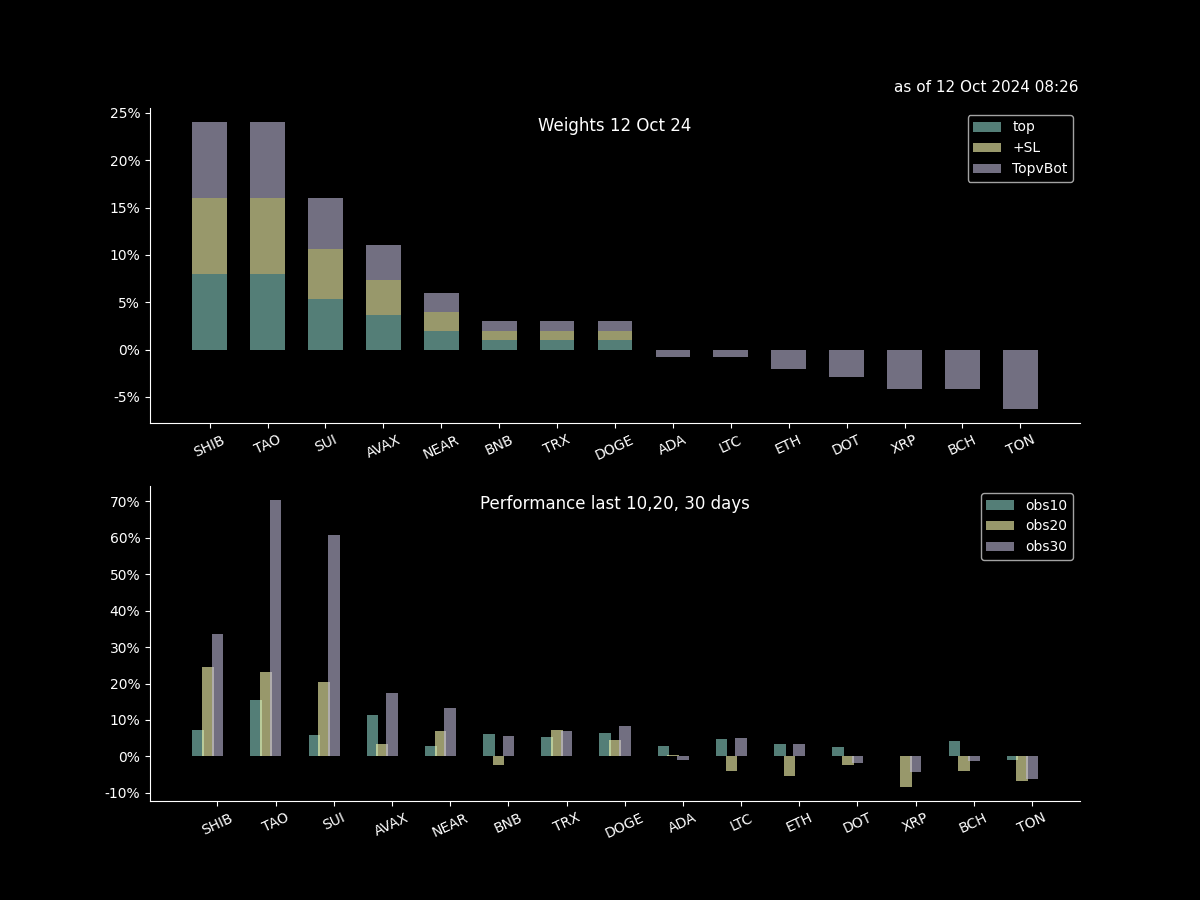 as of 12 Oct 2024 08:26
Weights 12 Oct 24
top
+SL
TopvBot
25%
20%
15%
10%
5%
0%
-5%
SHIB TAO SUI AVAX NEAR BNB TRX DOGE ADA LTC ETH DOT XRP BCH TON
Performance last 10,20, 30 days
obs10
obs20
obs30
70%
60%
50%
40%
30%
20%
10%
0%
-10%
SHIB TAO SUI AVAX NEAR BNB TRX DOGE ADA LTC ETH DOT XRP BCH TON